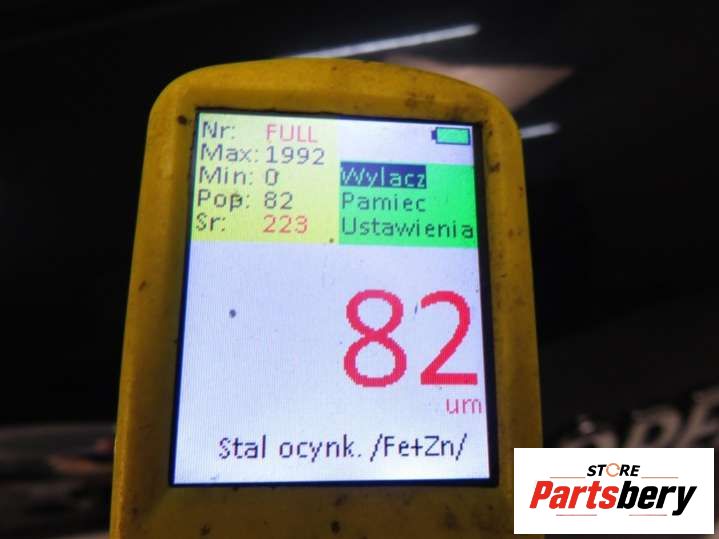 Nr: FULL
Max: 1992
Min: 0
Pop: 82
Sr: 223
Wylacz
Pamiec
Ustawienia
82
um
Stal ocynk. /Fe+Zn/
STORE
Partsbery